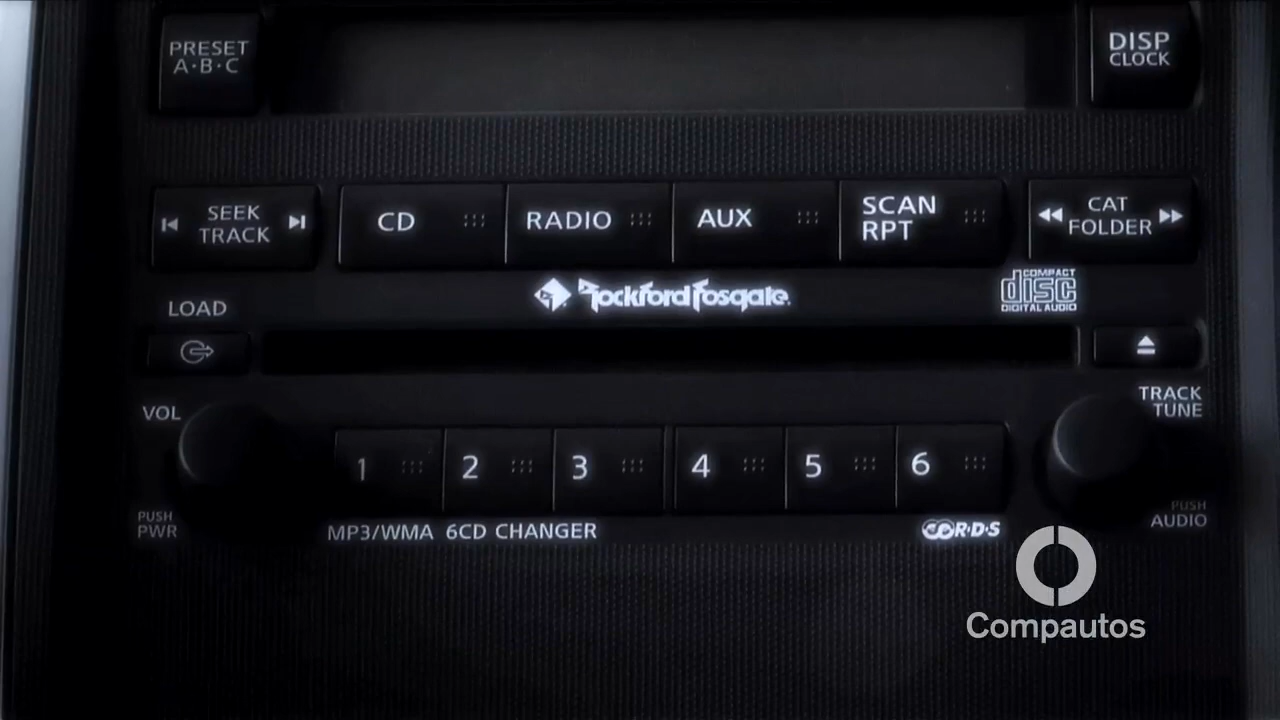 PRESET
A·B·C
DISP
CLOCK
SEEK
TRACK
CD
RADIO
AUX
SCAN
RPT
CAT
FOLDER
Rockford Fosgate
COMPACT
disc
DIGITAL AUDIO
LOAD
VOL
TRACK
TUNE
1 2 3 4 5 6
PUSH
PWR
PUSH
AUDIO
MP3/WMA 6CD CHANGER
R·D·S
Compautos